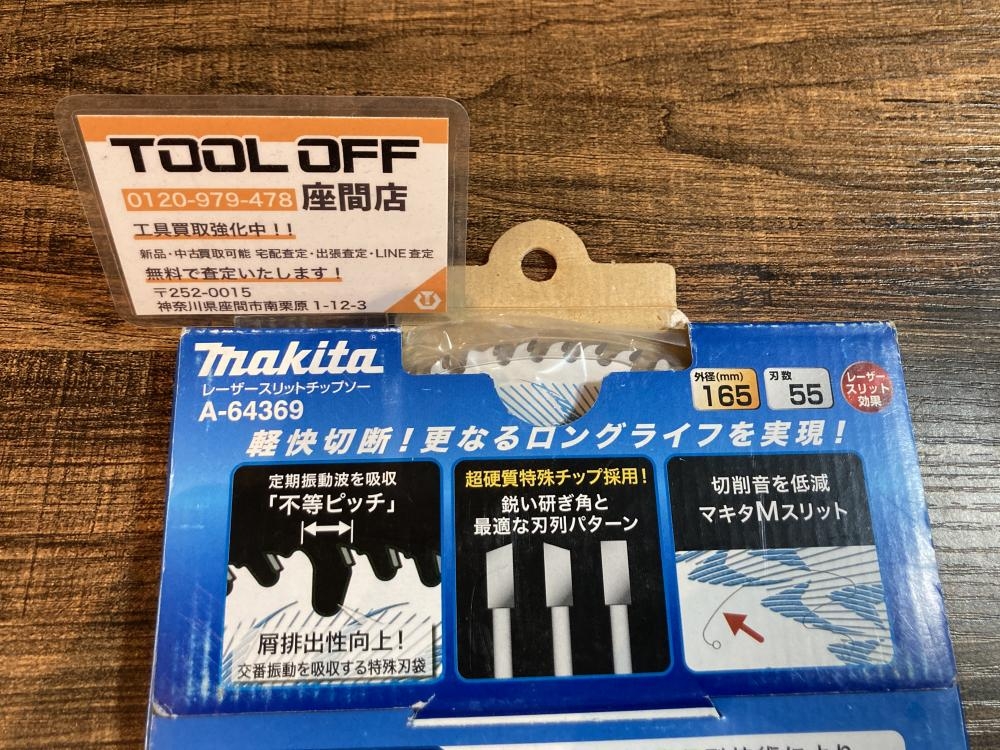 TOOL OFF
0120-979-478 座間店
工具買取強化中！！
新品・中古買取可能 宅配査定・出張査定・LINE査定
無料で査定いたします！
〒252-0015
神奈川県座間市南栗原 1-12-3
makita®
レーザースリットチップソー
A-64369
外径(mm)
165
刃数
55
レーザー
スリット
効果
軽快切断！更なるロングライフを実現！
定期振動波を吸収
「不等ピッチ」
屑排出性向上！
交番振動を吸収する特殊刃袋
超硬質特殊チップ採用！
鋭い研ぎ角と
最適な刃列パターン
切削音を低減
マキタMスリット